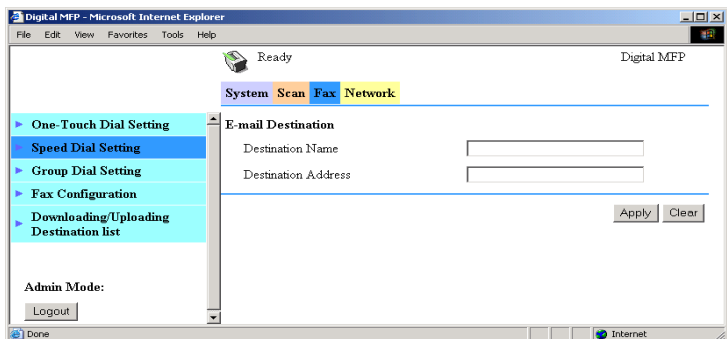 Digital MFP - Microsoft Internet Explorer
File Edit View Favorites Tools Help
Ready
Digital MFP
System Scan Fax Network
One-Touch Dial Setting
Speed Dial Setting
Group Dial Setting
Fax Configuration
Downloading/Uploading
Destination list
Admin Mode:
Logout
E-mail Destination
Destination Name
Destination Address
Apply Clear
Done
Internet